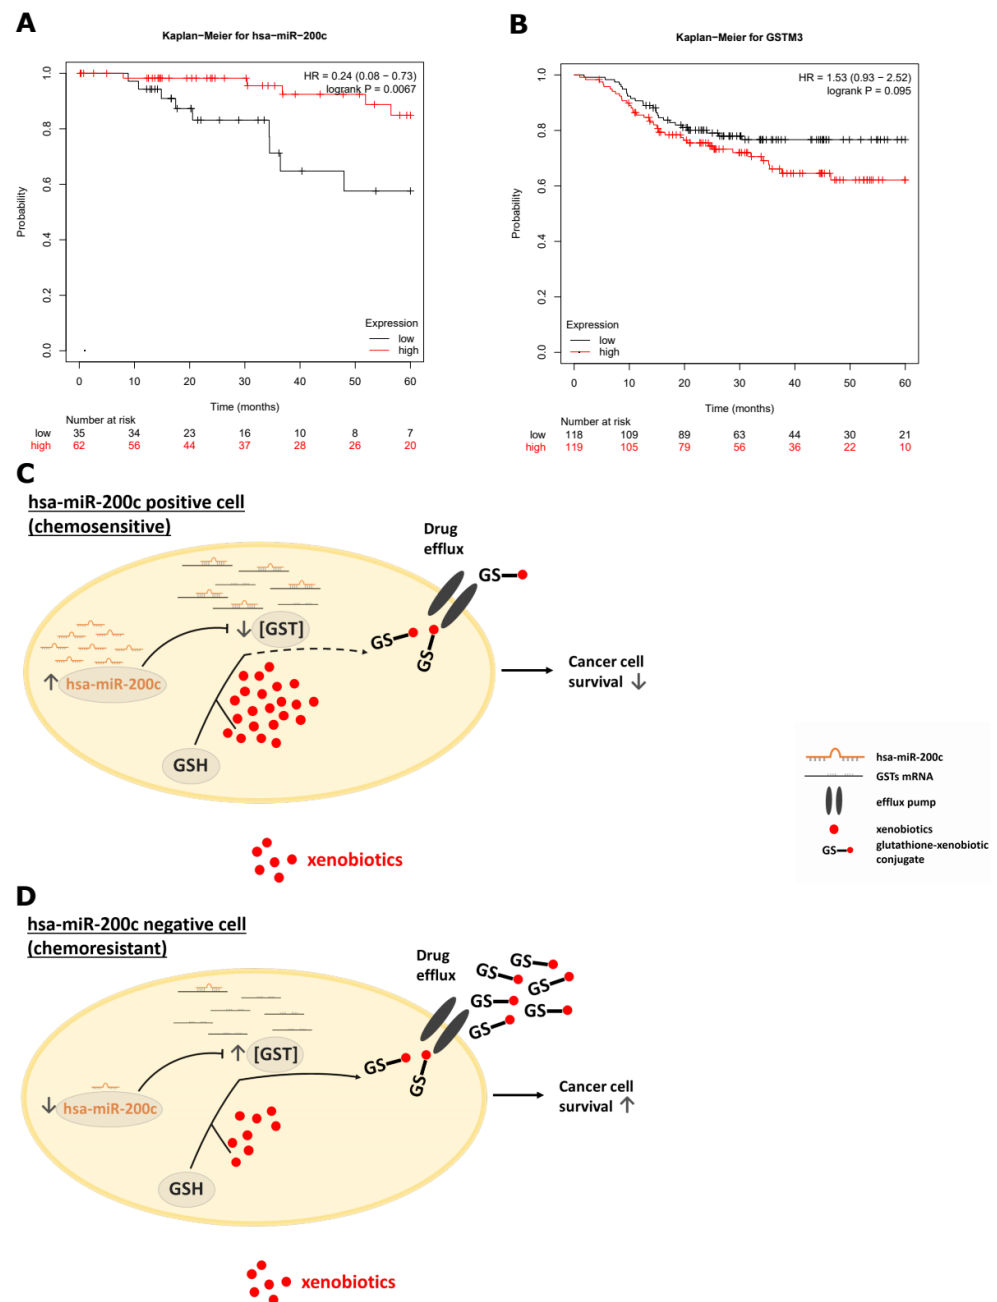 A
Kaplan−Meier for hsa−miR−200c
HR = 0.24 (0.08 − 0.73)
logrank P = 0.0067
Probability
1.0
0.8
0.6
0.4
0.2
0.0
Expression
low
high
0 10 20 30 40 50 60
Time (months)
Number at risk
low 35 34 23 16 10 8 7
high 62 56 44 37 28 26 20
B
Kaplan−Meier for GSTM3
HR = 1.53 (0.93 − 2.52)
logrank P = 0.095
Probability
1.0
0.8
0.6
0.4
0.2
0.0
Expression
low
high
0 10 20 30 40 50 60
Time (months)
Number at risk
low 118 109 89 63 44 30 21
high 119 105 79 56 36 22 10
C
hsa-miR-200c positive cell
(chemosensitive)
Drug
efflux
GS
[GST]
GS
GS
↑ hsa-miR-200c
GSH
Cancer cell
survival ↓
xenobiotics
hsa-miR-200c
GSTs mRNA
efflux pump
xenobiotics
GS
glutathione-xenobiotic
conjugate
D
hsa-miR-200c negative cell
(chemoresistant)
Drug
efflux
GS
GS
GS
GS
GS
GS
↑ [GST]
GS
GS
↓ hsa-miR-200c
GSH
Cancer cell
survival ↑
xenobiotics